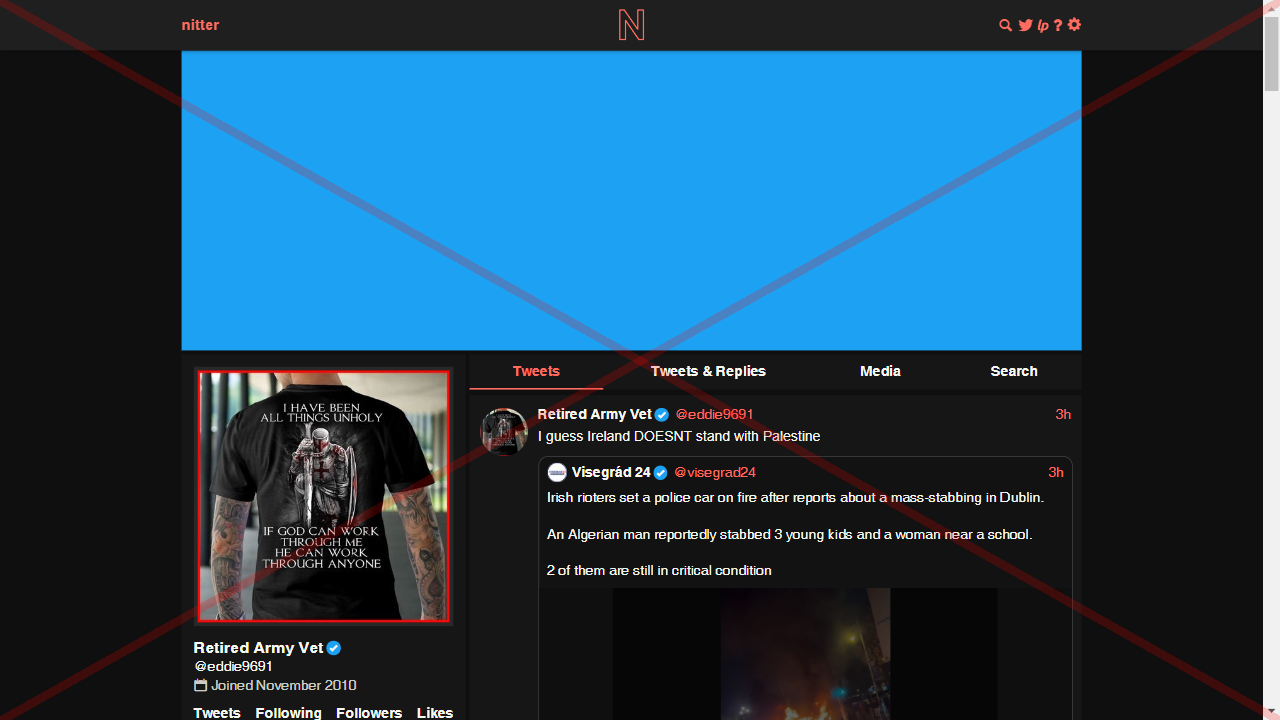 nitter
N
lp ?
Tweets
Tweets & Replies
Media
Search
I HAVE BEEN
ALL THINGS UNHOLY
IF GOD CAN WORK
THROUGH ME
HE CAN WORK
THROUGH ANYONE
Retired Army Vet
@eddie9691
Joined November 2010
Tweets Following Followers Likes
Retired Army Vet @eddie9691 3h
I guess Ireland DOESNT stand with Palestine
Visegrád 24 @visegrad24 3h
Irish rioters set a police car on fire after reports about a mass-stabbing in Dublin.
An Algerian man reportedly stabbed 3 young kids and a woman near a school.
2 of them are still in critical condition